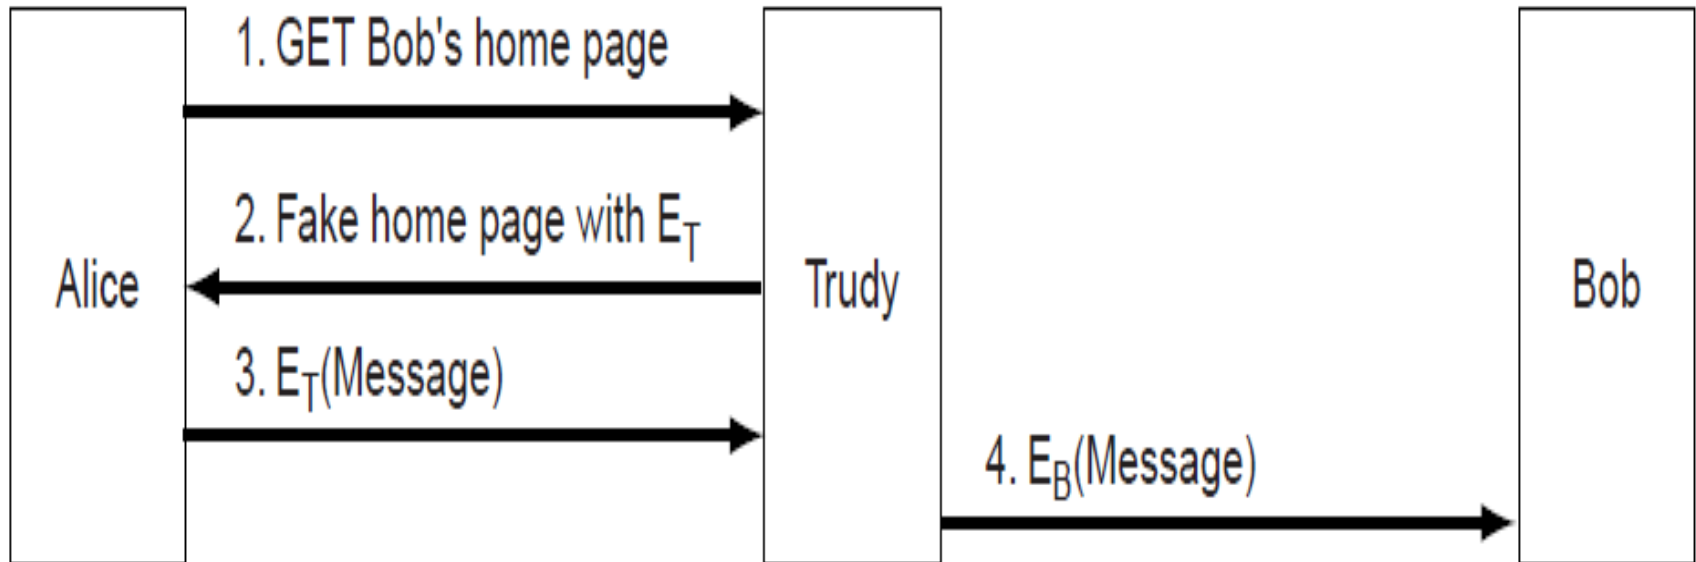 1. GET Bob's home page
2. Fake home page with E_T
Alice
Trudy
Bob
3. E_T(Message)
4. E_B(Message)